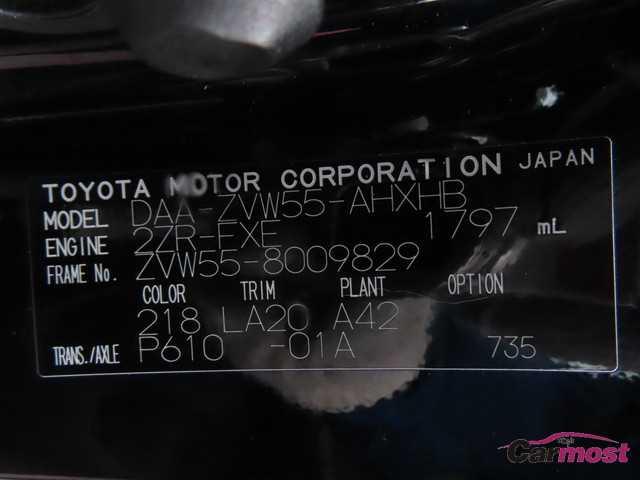 TOYOTA MOTOR CORPORATION JAPAN
MODEL DAA-ZVW55-AHXHB
ENGINE 2ZR-FXE 1797 mL
FRAME No. ZVW55-8009829
COLOR TRIM PLANT OPTION
218 LA20 A42
TRANS./AXLE P610 -01A 735
Carmost